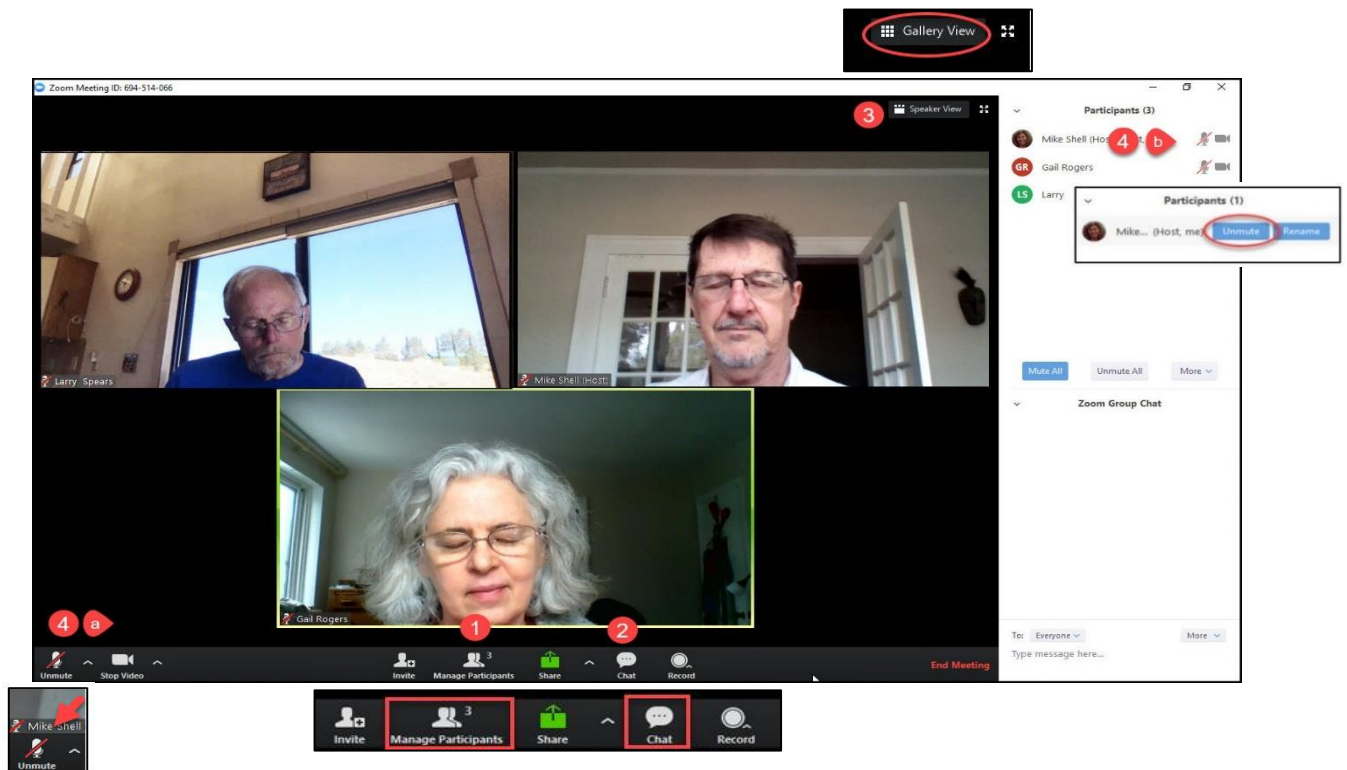 Gallery View
Zoom Meeting ID: 694-514-066
3
Speaker View
Participants (3)
Mike Shell (Host,
4 b
GR Gail Rogers
LS Larry
Participants (1)
Mike... (Host, me) Unmute Rename
Larry Spears
Mike Shell (Host)
Mute All Unmute All More
Zoom Group Chat
Gail Rogers
4 a
1
2
To: Everyone More
Type message here...
3
Unmute Stop Video Invite Manage Participants Share Chat Record End Meeting
Mike Shell
Unmute
3
Invite Manage Participants Share Chat Record